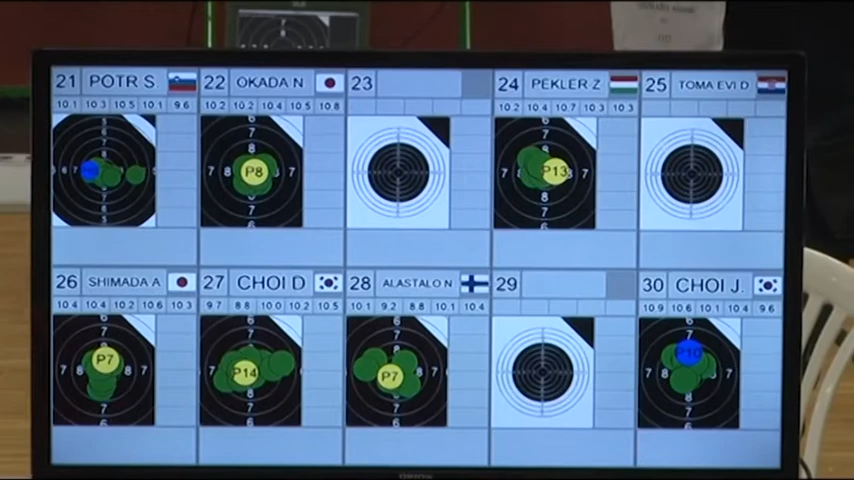 21 POTR S 22 OKADA N 23 24 PEKLER Z 25 TOMA EVI D
10.1 10.3 10.5 10.1 9.6 10.2 10.2 10.4 10.5 10.8 10.2 10.4 10.7 10.3 10.3
P8 P13
26 SHIMADA A 27 CHOI D 28 ALASTALO N 29 30 CHOI J.
10.4 10.4 10.2 10.6 10.3 9.7 8.8 10.0 10.2 10.5 10.1 9.2 8.8 10.1 10.4 10.9 10.6 10.1 10.4 9.6
P7 P14 P7 P10